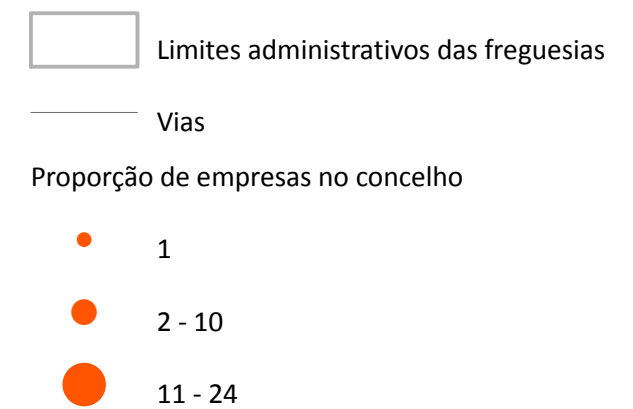 Limites administrativos das freguesias
Vias
Proporção de empresas no concelho
1
2 - 10
11 - 24